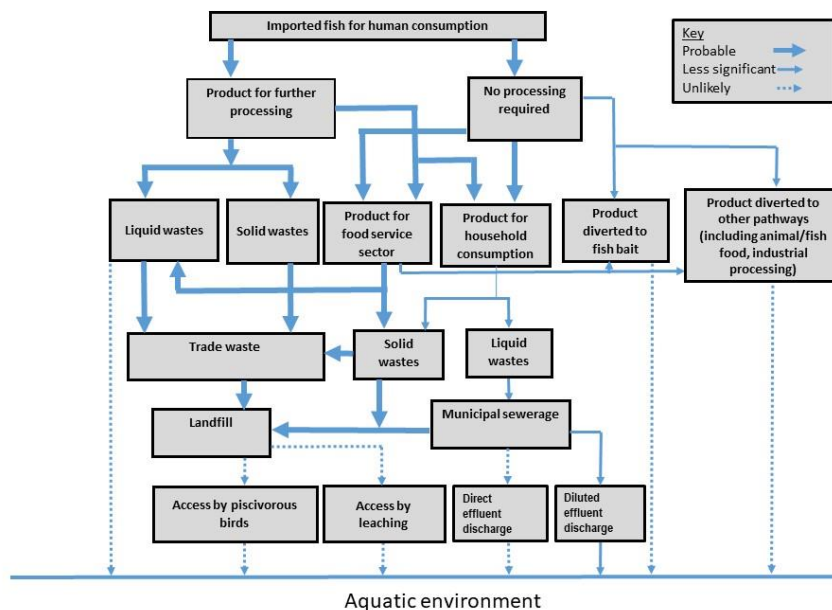 Imported fish for human consumption
Key
Probable
Less significant
Unlikely
Product for further
processing
No processing
required
Liquid wastes
Solid wastes
Product for
food service
sector
Product for
household
consumption
Product
diverted to
fish bait
Product diverted to
other pathways
(including animal/fish
food, industrial
processing)
Trade waste
Solid
wastes
Liquid
wastes
Landfill
Municipal sewerage
Access by piscivorous
birds
Access by
leaching
Direct
effluent
discharge
Diluted
effluent
discharge
Aquatic environment